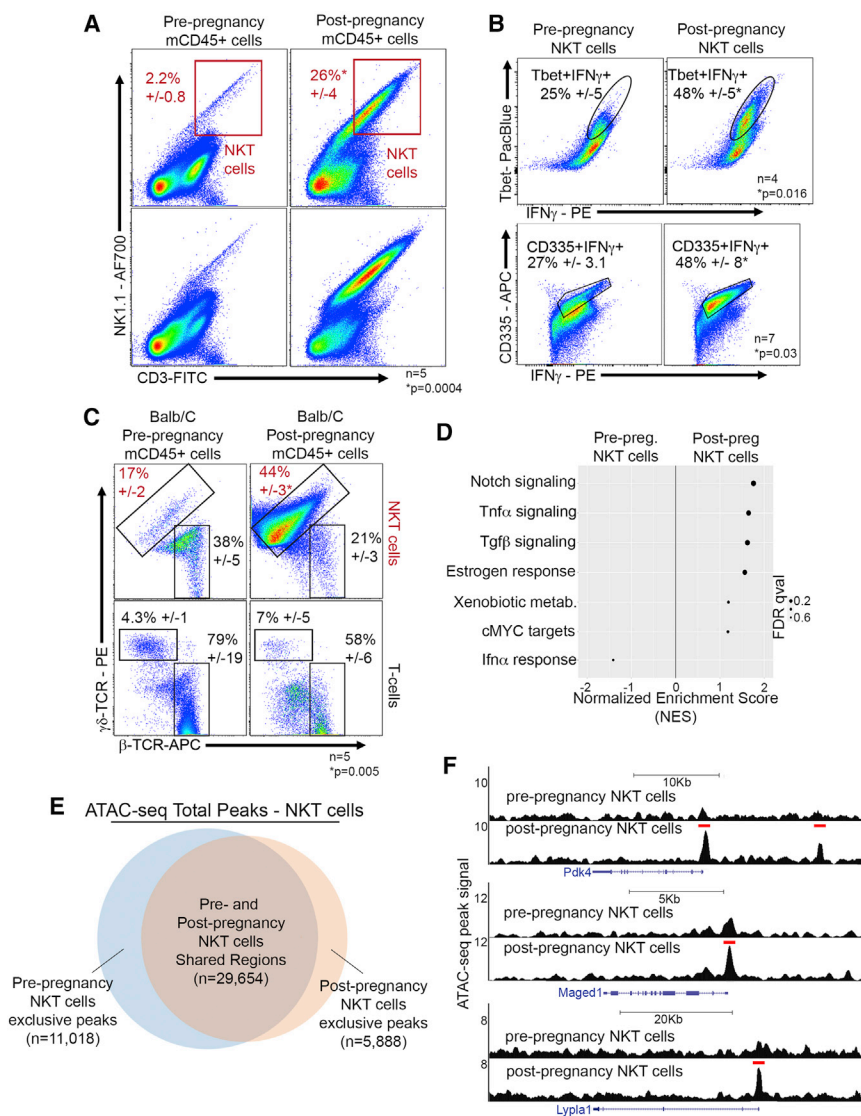 A
Pre-pregnancy
mCD45+ cells
Post-pregnancy
mCD45+ cells
2.2%
+/-0.8
NKT
cells
26%*
+/-4
NK1.1 - AF700
CD3-FITC
n=5
*p=0.0004
B
Pre-pregnancy
NKT cells
Post-pregnancy
NKT cells
Tbet+IFNγ+
25% +/-5
Tbet+IFNγ+
48% +/-5*
n=4
*p=0.016
Tbet- PacBlue
IFNγ - PE
CD335+IFNγ+
27% +/- 3.1
CD335+IFNγ+
48% +/- 8*
n=7
*p=0.03
CD335 - APC
IFNγ - PE
C
Balb/C
Pre-pregnancy
mCD45+ cells
Balb/C
Post-pregnancy
mCD45+ cells
17%
+/-2
38%
+/-5
44%
+/-3*
21%
+/-3
NKT cells
4.3% +/-1
79%
+/-19
7% +/-5
58%
+/-6
T-cells
γδ-TCR - PE
β-TCR-APC
n=5
*p=0.005
D
Pre-preg.
NKT cells
Post-preg
NKT cells
Notch signaling
Tnfα signaling
Tgfβ signaling
Estrogen response
Xenobiotic metab.
cMYC targets
Ifnα response
-2 -1 0 1 2
Normalized Enrichment Score
(NES)
FDR qval
0.2
0.6
E
ATAC-seq Total Peaks - NKT cells
Pre- and
Post-pregnancy
NKT cells
Shared Regions
(n=29,654)
Pre-pregnancy
NKT cells
exclusive peaks
(n=11,018)
Post-pregnancy
NKT cells
exclusive peaks
(n=5,888)
F
ATAC-seq peak signal
10
10Kb
pre-pregnancy NKT cells
10
post-pregnancy NKT cells
Pdk4
12
5Kb
pre-pregnancy NKT cells
12
post-pregnancy NKT cells
Maged1
8
20Kb
pre-pregnancy NKT cells
8
post-pregnancy NKT cells
Lypla1